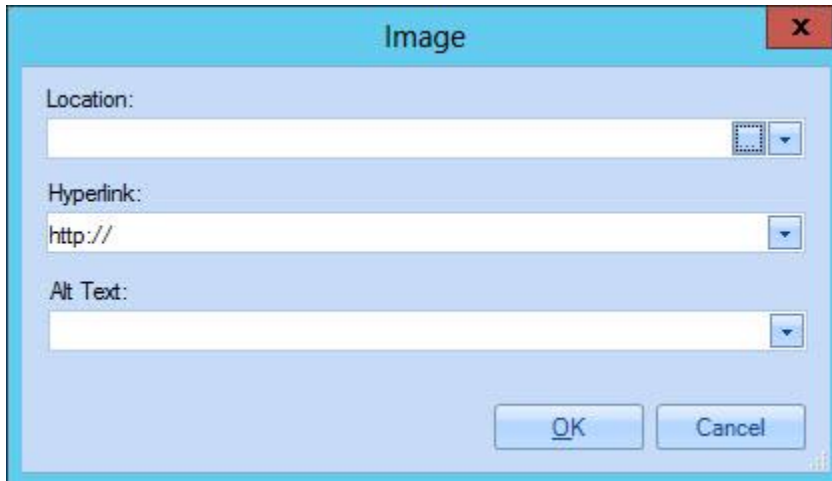 Image
x
Location:
Hyperlink:
http://
Alt Text:
OK
Cancel